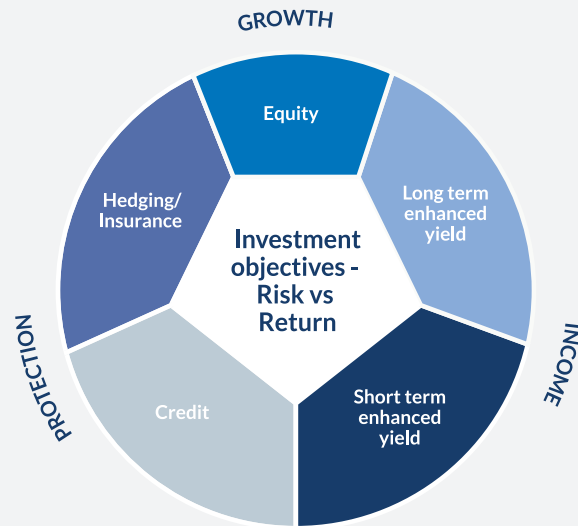 GROWTH
Equity
Hedging/
Insurance
Long term
enhanced
yield
Investment
objectives -
Risk vs
Return
PROTECTION
INCOME
Credit
Short term
enhanced
yield